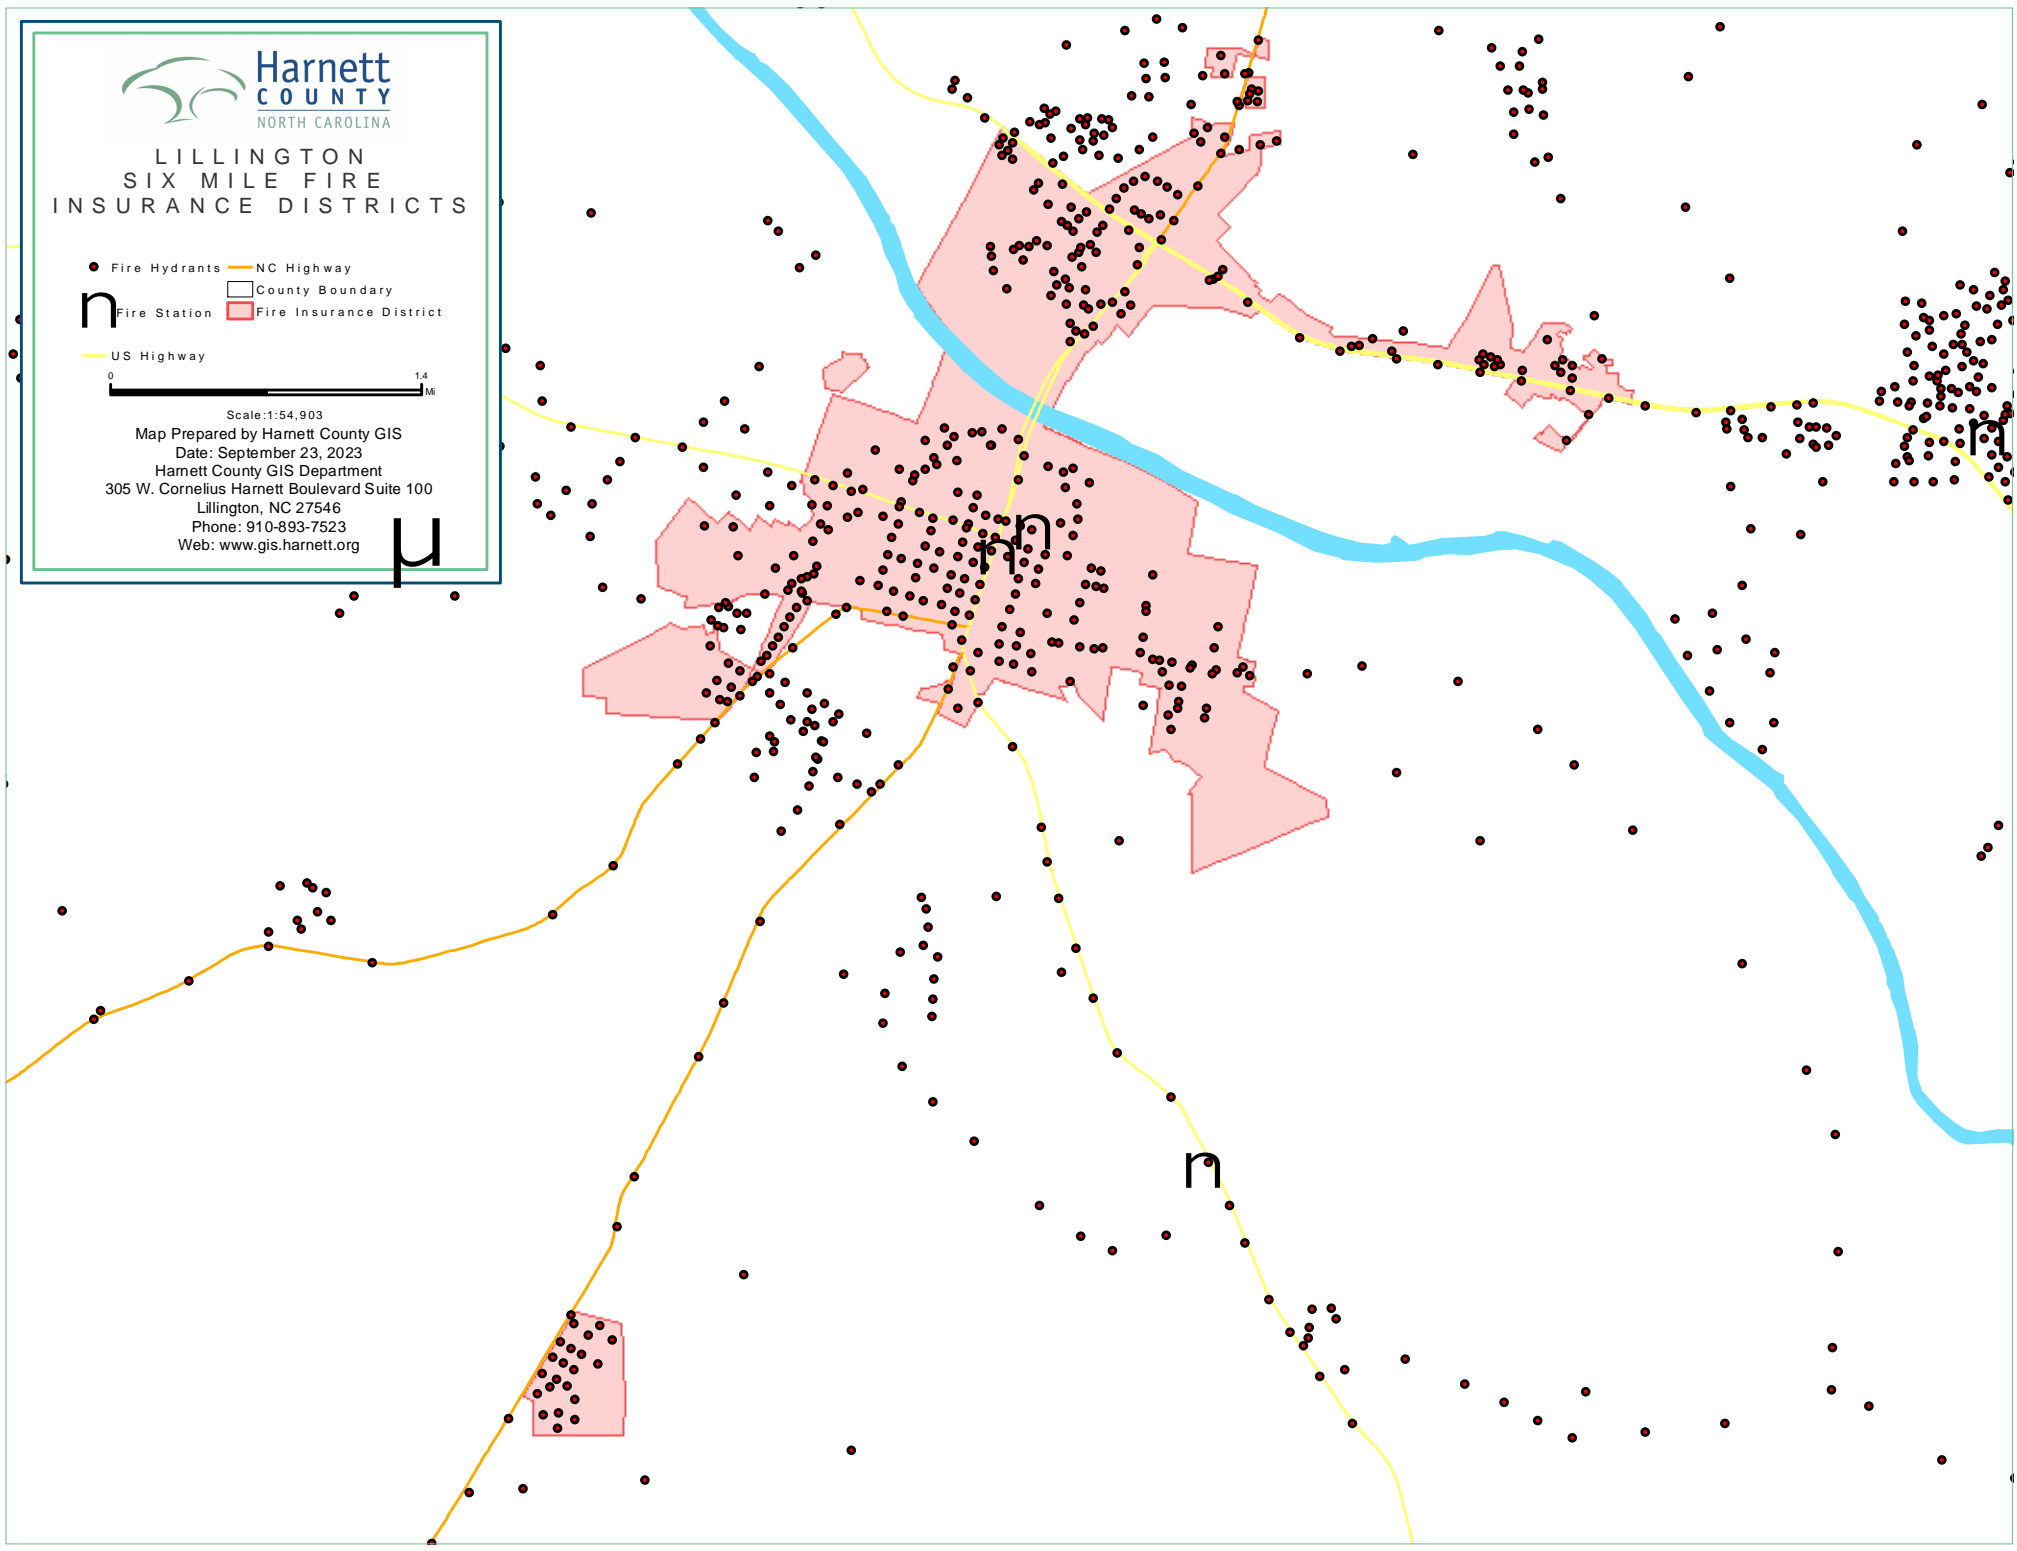 Harnett
COUNTY
NORTH CAROLINA
LILLINGTON
SIX MILE FIRE
INSURANCE DISTRICTS
Fire Hydrants
NC Highway
County Boundary
n Fire Station
Fire Insurance District
US Highway
0 1.4
Mi
Scale:1:54,903
Map Prepared by Harnett County GIS
Date: September 23, 2023
Harnett County GIS Department
305 W. Cornelius Harnett Boulevard Suite 100
Lillington, NC 27546
Phone: 910-893-7523
Web: www.gis.harnett.org
µ
n
n
n
n